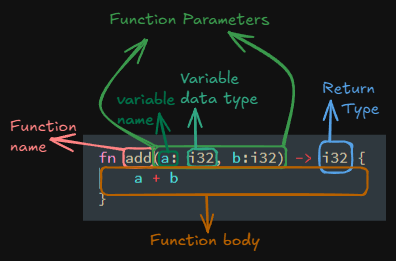 Function Parameters
Variable
data type
variable
name
Return
Type
Function
name
fn add(a: i32, b:i32) -> i32 {
a + b
}
Function body